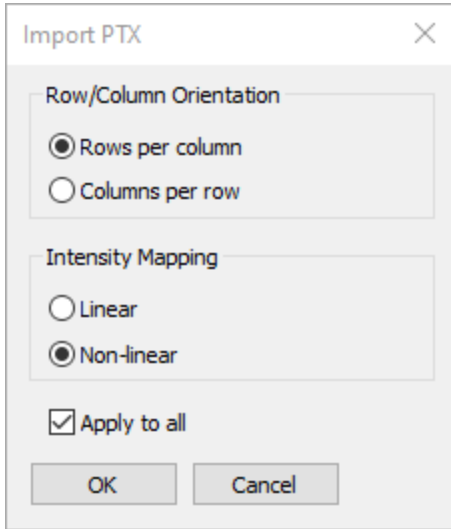 Import PTX
Row/Column Orientation
Rows per column
Columns per row
Intensity Mapping
Linear
Non-linear
Apply to all
OK Cancel